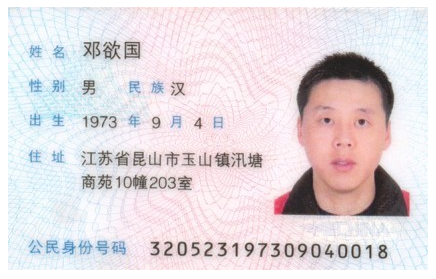 姓名 邓欲国
性别 男 民族 汉
出生 1973 年 9 月 4 日
住址 江苏省昆山市玉山镇汛塘
商苑10幢203室
公民身份号码 320523197309040018